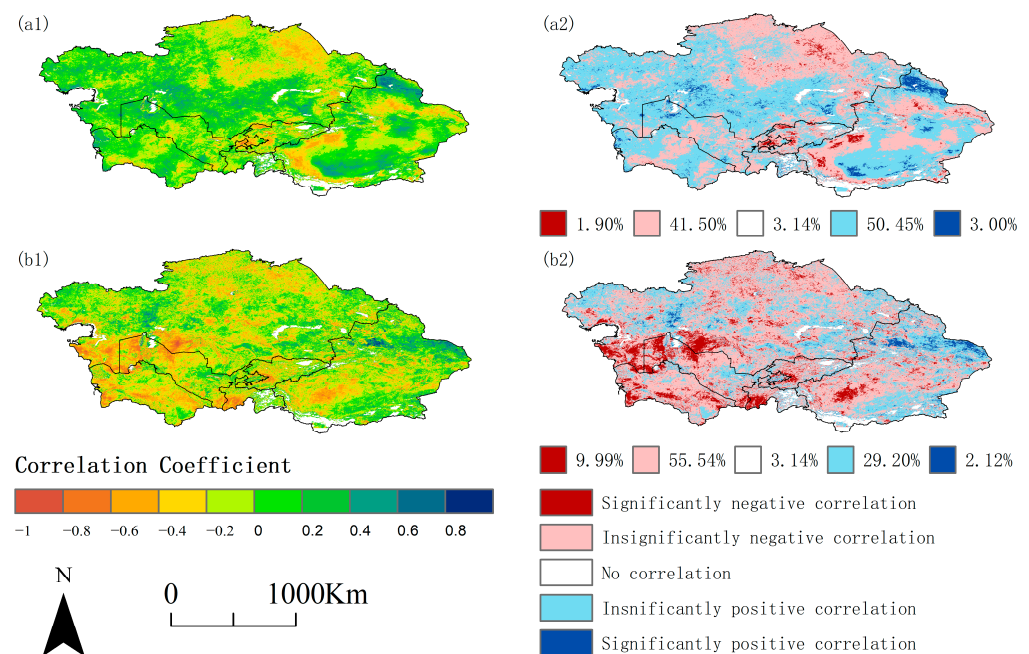 (a1)
(a2)
1.90% 41.50% 3.14% 50.45% 3.00%
(b1)
(b2)
9.99% 55.54% 3.14% 29.20% 2.12%
Correlation Coefficient
-1 -0.8 -0.6 -0.4 -0.2 0 0.2 0.4 0.6 0.8
N
0 1000Km
Significantly negative correlation
Insignificantly negative correlation
No correlation
Insnificantly positive correlation
Significantly positive correlation